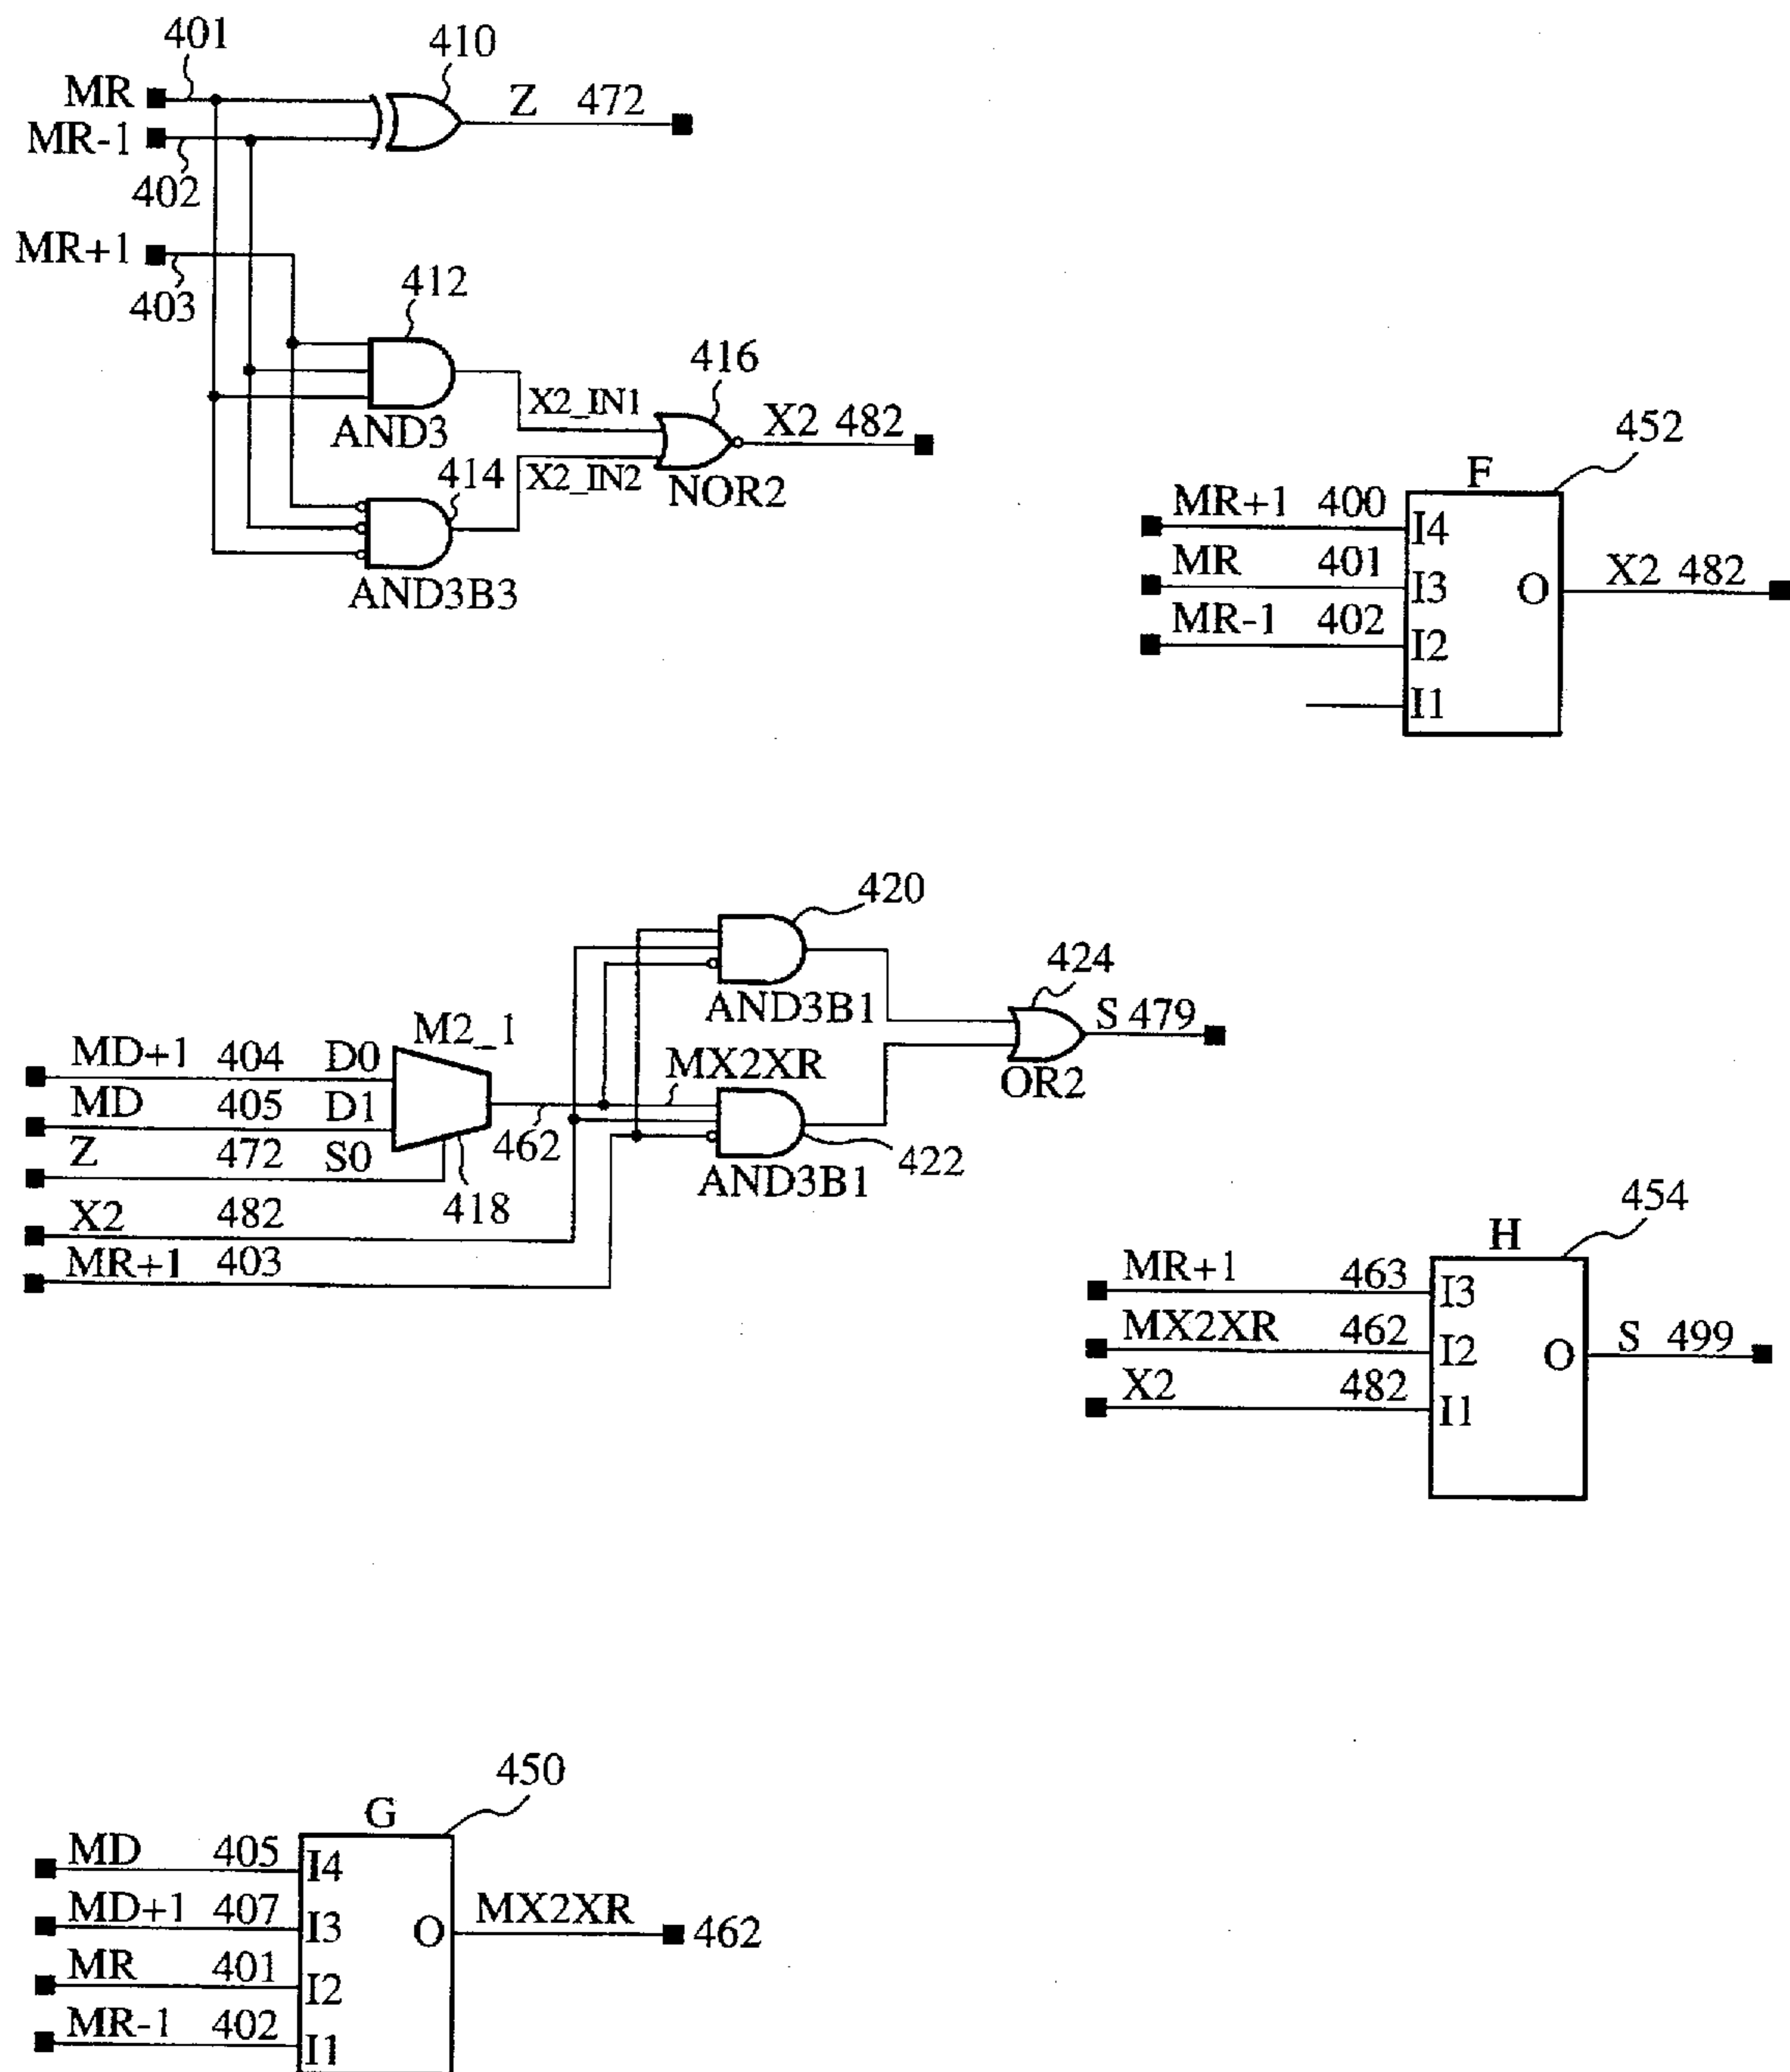 401
410
MR
Z 472
MR-1
402
MR+1
403
412
416
X2_IN1
X2 482
AND3
414
X2_IN2
NOR2
AND3B3
452
F
MR+1 400 I4
MR 401 I3
O
X2 482
MR-1 402 I2
I1
420
424
AND3B1
S 479
M2_1
MX2XR
OR2
MD+1 404 D0
MD 405 D1
462
Z 472 S0
422
AND3B1
418
X2 482
MR+1 403
454
H
MR+1 463 I3
MX2XR 462 I2
O
S 499
X2 482 I1
450
G
MD 405 I4
MD+1 407 I3
O
MX2XR
462
MR 401 I2
MR-1 402 I1